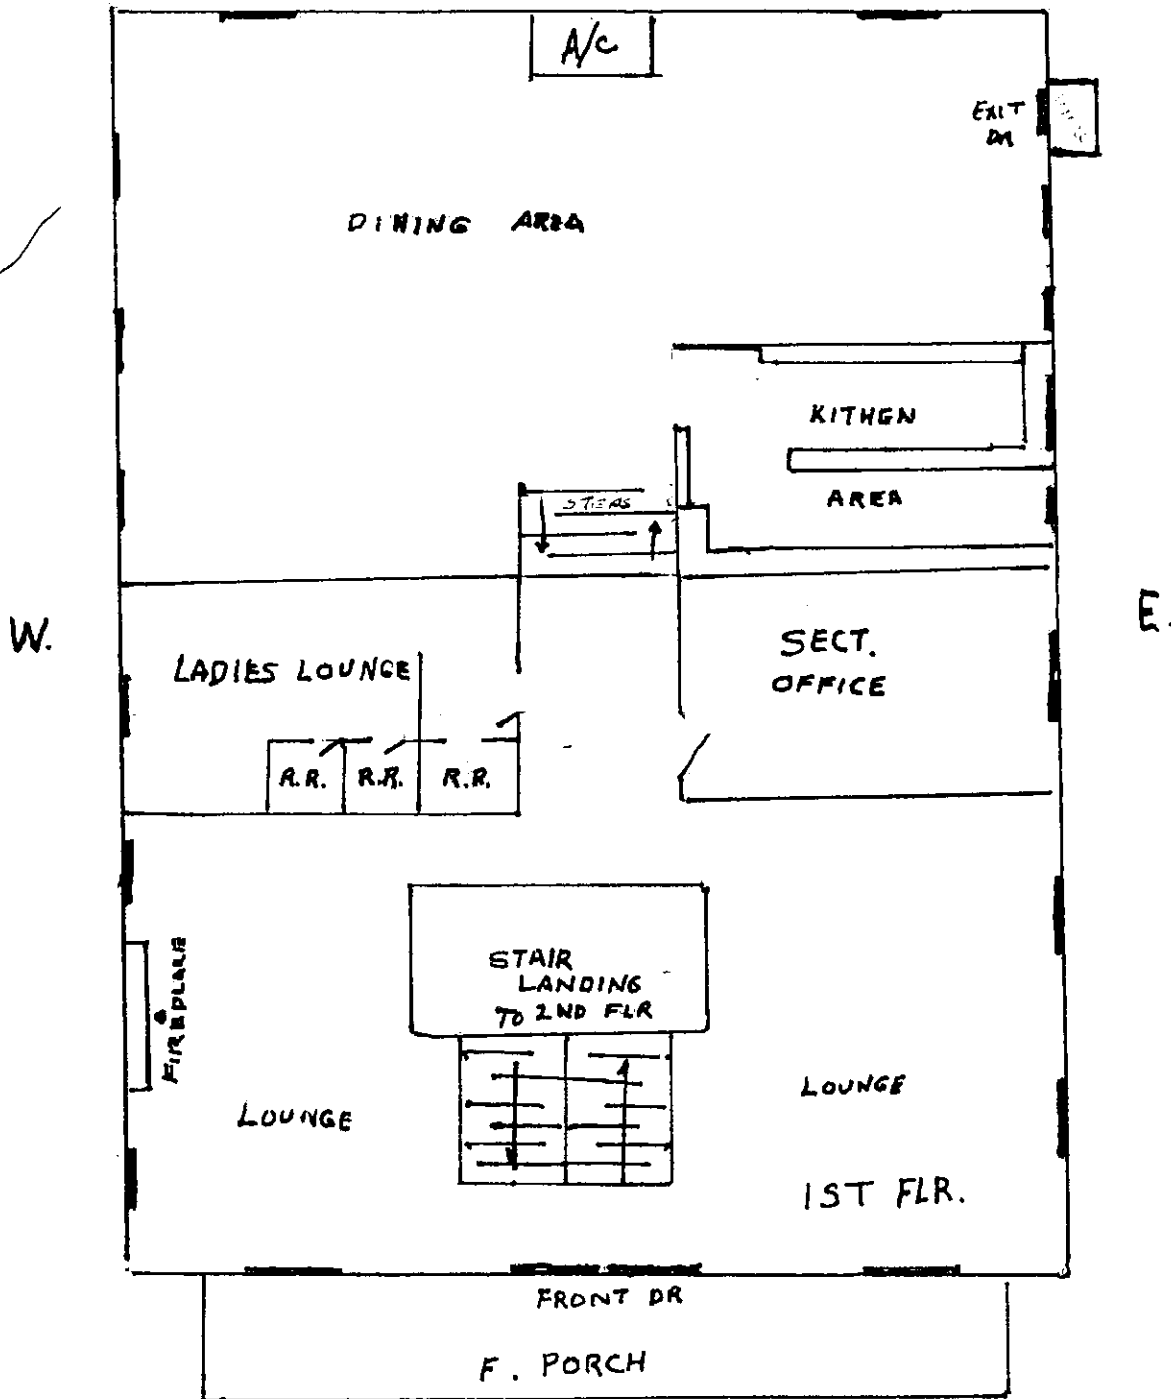 A/C
EXIT
DR
DINING AREA
KITHEN
AREA
STEPS
W.
E.
LADIES LOUNGE
SECT.
OFFICE
R.R.
R.R.
R.R.
STAIR
LANDING
TO 2ND FLR
FIREPLACE
LOUNGE
LOUNGE
1ST FLR.
FRONT DR
F. PORCH